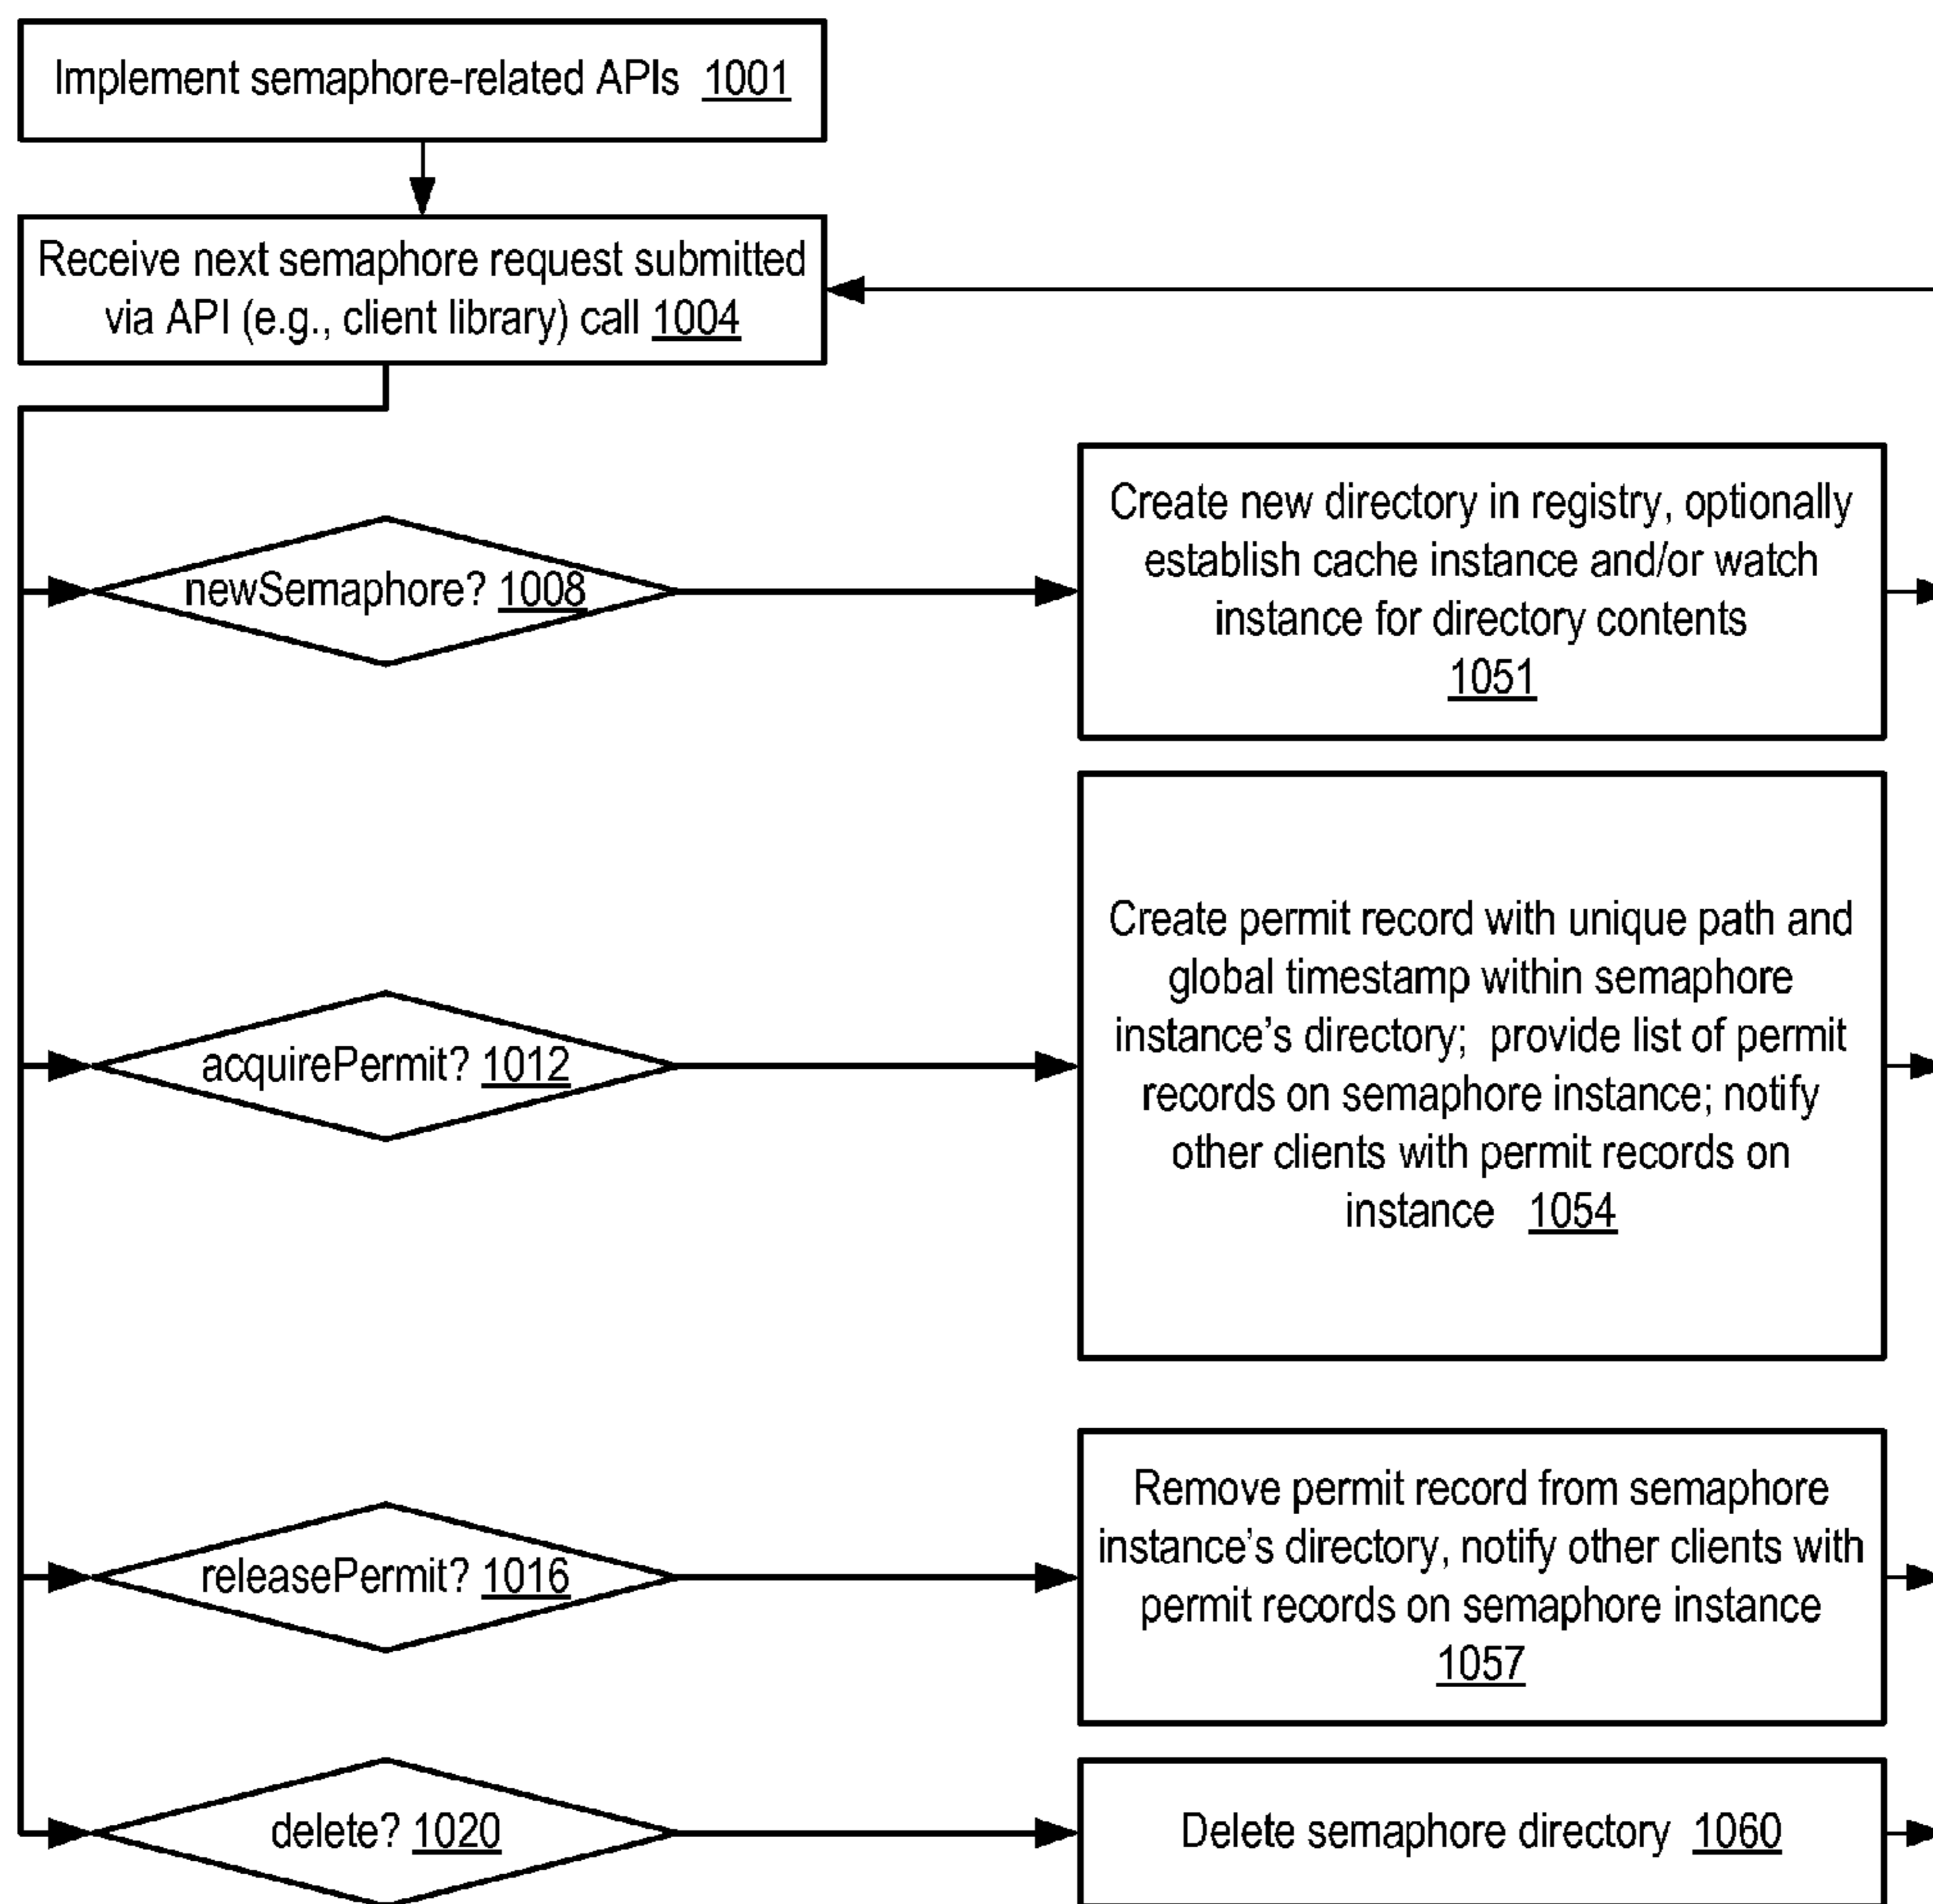 Implement semaphore-related APIs 1001
Receive next semaphore request submitted
via API (e.g., client library) call 1004
newSemaphore? 1008
Create new directory in registry, optionally
establish cache instance and/or watch
instance for directory contents
1051
acquirePermit? 1012
Create permit record with unique path and
global timestamp within semaphore
instance's directory; provide list of permit
records on semaphore instance; notify
other clients with permit records on
instance 1054
releasePermit? 1016
Remove permit record from semaphore
instance's directory, notify other clients with
permit records on semaphore instance
1057
delete? 1020
Delete semaphore directory 1060